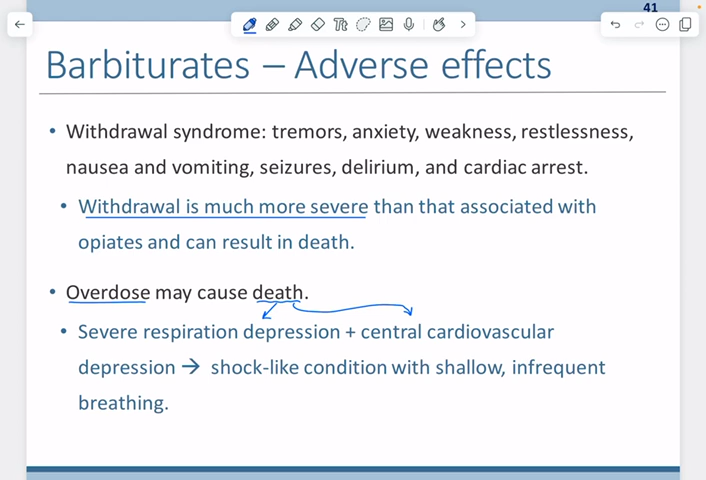 41
Barbiturates – Adverse effects
• Withdrawal syndrome: tremors, anxiety, weakness, restlessness,
nausea and vomiting, seizures, delirium, and cardiac arrest.
• Withdrawal is much more severe than that associated with
opiates and can result in death.
• Overdose may cause death.
• Severe respiration depression + central cardiovascular
depression → shock-like condition with shallow, infrequent
breathing.